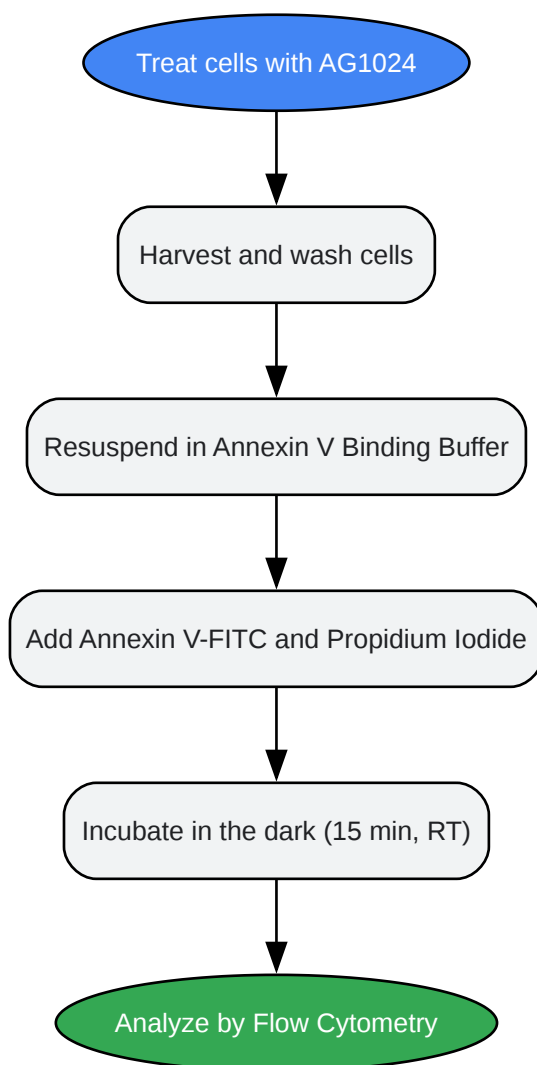 Treat cells with AG1024
Harvest and wash cells
Resuspend in Annexin V Binding Buffer
Add Annexin V-FITC and Propidium Iodide
Incubate in the dark (15 min, RT)
Analyze by Flow Cytometry